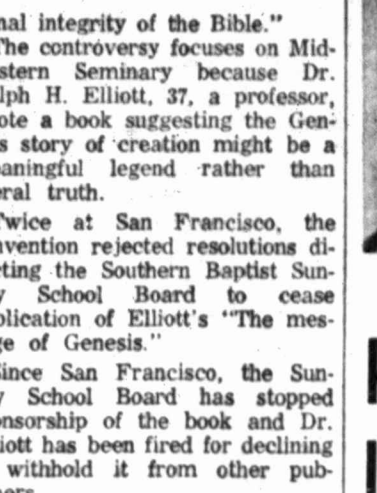 nal integrity of the Bible."
The controversy focuses on Mid-
stern Seminary because Dr.
lph H. Elliott, 37, a professor,
ote a book suggesting the Gen-
s story of creation might be a
aningful legend rather than
eral truth.
Twice at San Francisco, the
nvention rejected resolutions di-
cting the Southern Baptist Sun-
y School Board to cease
blication of Elliott's "The mes-
ge of Genesis."
Since San Francisco, the Sun-
y School Board has stopped
onsorship of the book and Dr.
liott has been fired for declining
withhold it from other pub-